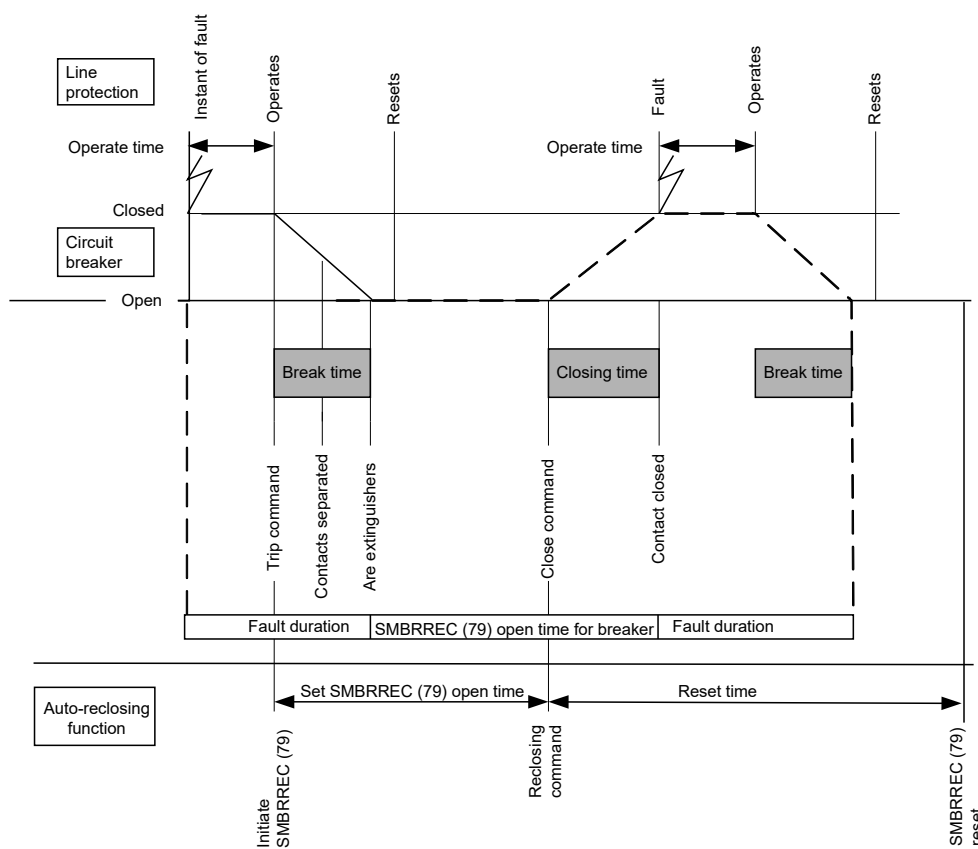 Line
protection
Instant of fault
Operates
Resets
Fault
Operates
Resets
Operate time
Operate time
Closed
Circuit
breaker
Open
Break time
Closing time
Break time
Trip command
Contacts separated
Are extinguishers
Close command
Contact closed
Fault duration
SMBRREC (79) open time for breaker
Fault duration
Set SMBRREC (79) open time
Reset time
Auto-reclosing
function
Initiate
SMBRREC (79)
Reclosing
command
SMBRREC (79)
reset